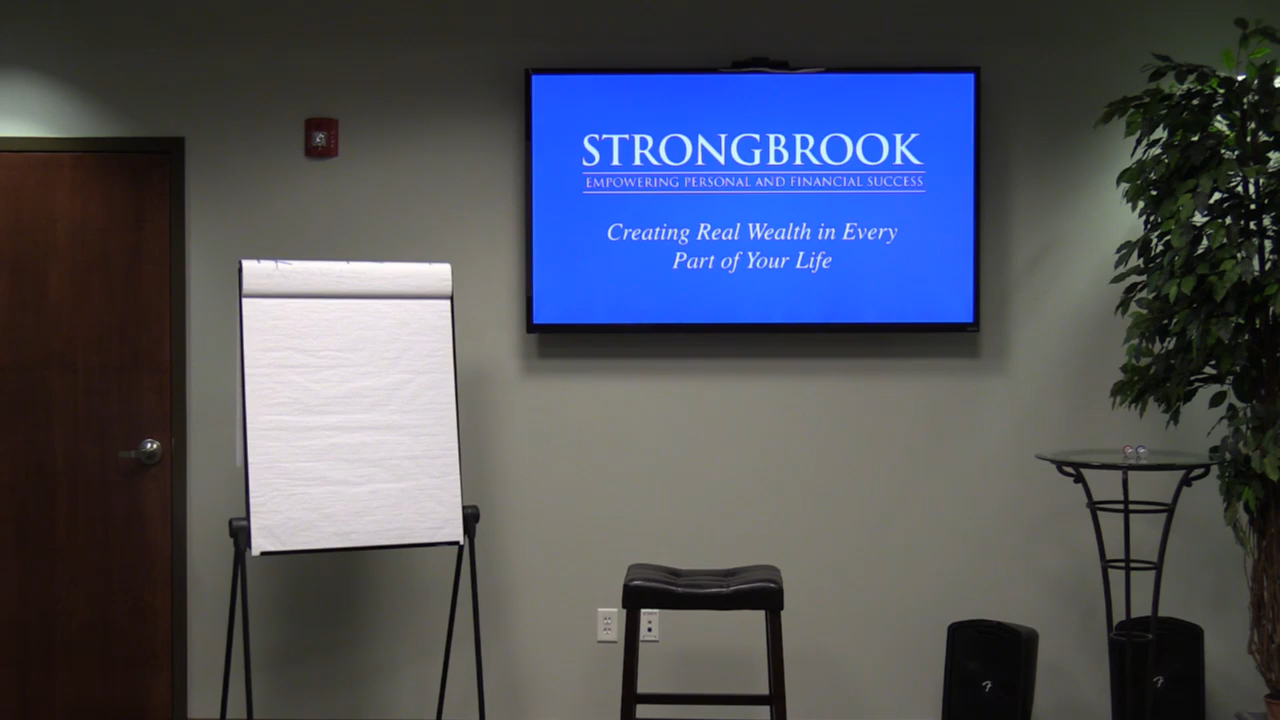 STRONGBROOK
EMPOWERING PERSONAL AND FINANCIAL SUCCESS
Creating Real Wealth in Every
Part of Your Life